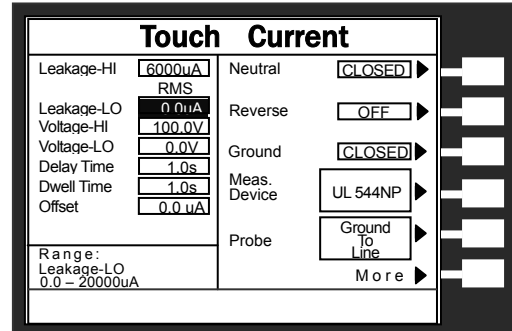 Touch Current
Leakage-HI 6000uA
RMS
Leakage-LO 0.0uA
Voltage-HI 100.0V
Voltage-LO 0.0V
Delay Time 1.0s
Dwell Time 1.0s
Offset 0.0 uA
Range:
Leakage-LO
0.0 – 20000uA
Neutral CLOSED
Reverse OFF
Ground CLOSED
Meas.
Device UL 544NP
Probe Ground
To
Line
More